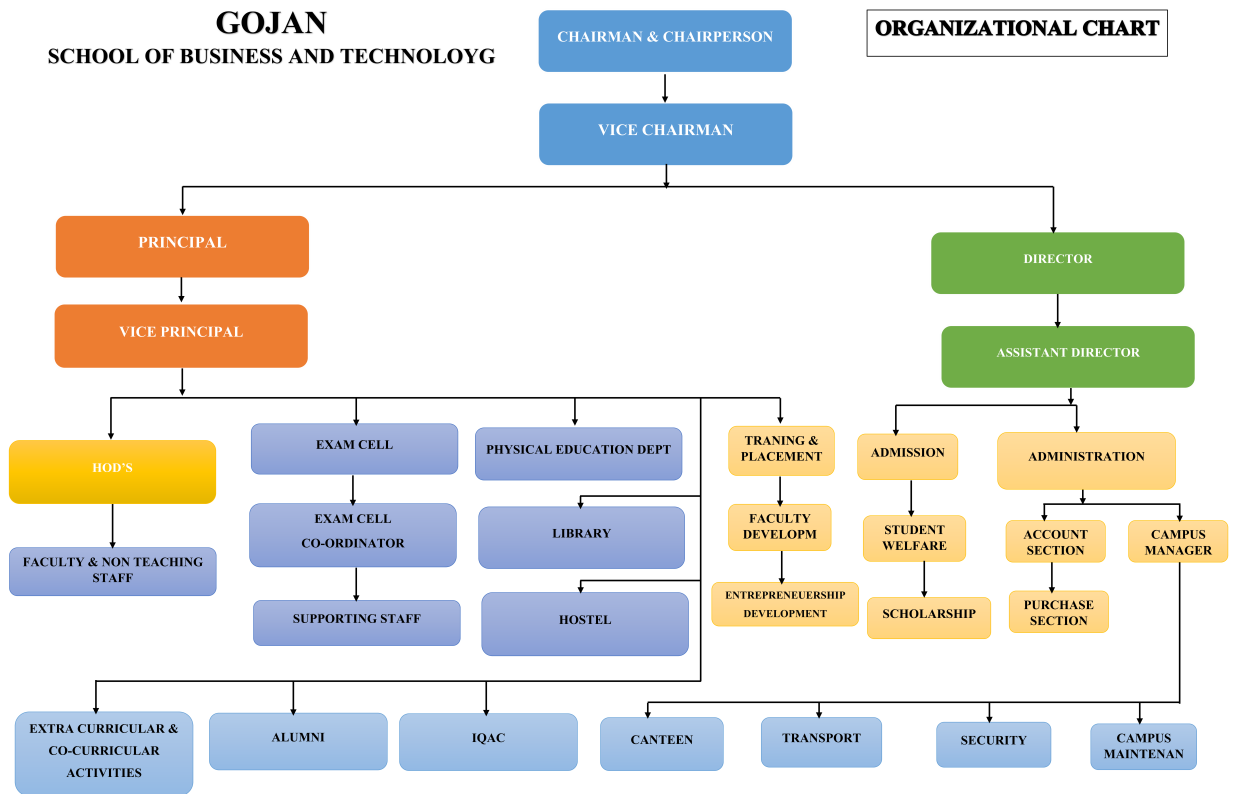 GOJAN
SCHOOL OF BUSINESS AND TECHNOLOYG
ORGANIZATIONAL CHART
CHAIRMAN & CHAIRPERSON
VICE CHAIRMAN
PRINCIPAL
DIRECTOR
VICE PRINCIPAL
ASSISTANT DIRECTOR
HOD'S
EXAM CELL
PHYSICAL EDUCATION DEPT
TRANING &
PLACEMENT
ADMISSION
ADMINISTRATION
FACULTY & NON TEACHING
STAFF
EXAM CELL
CO-ORDINATOR
LIBRARY
FACULTY
DEVELOPM
STUDENT
WELFARE
ACCOUNT
SECTION
CAMPUS
MANAGER
SUPPORTING STAFF
HOSTEL
ENTREPRENEUERSHIP
DEVELOPMENT
SCHOLARSHIP
PURCHASE
SECTION
EXTRA CURRICULAR &
CO-CURRICULAR
ACTIVITIES
ALUMNI
IQAC
CANTEEN
TRANSPORT
SECURITY
CAMPUS
MAINTENAN